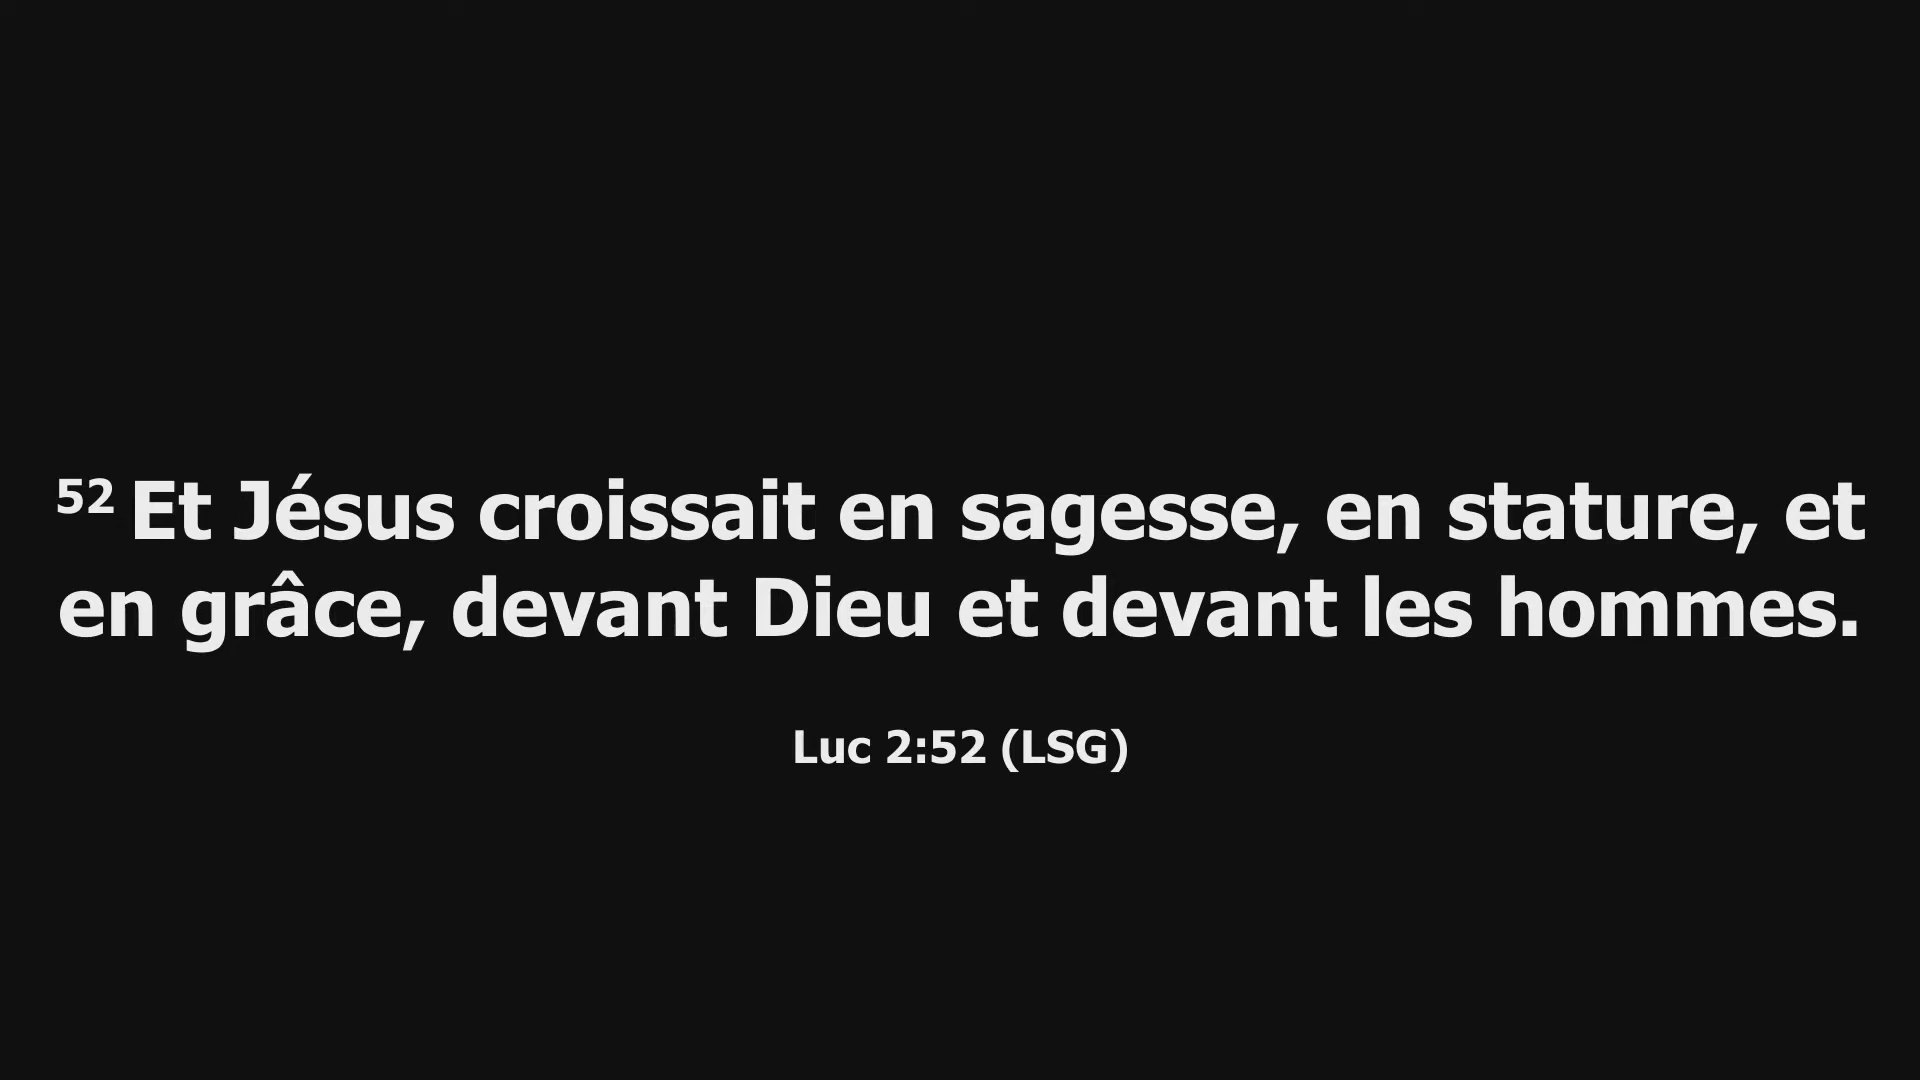 52 Et Jésus croissait en sagesse, en stature, et
en grâce, devant Dieu et devant les hommes.
Luc 2:52 (LSG)